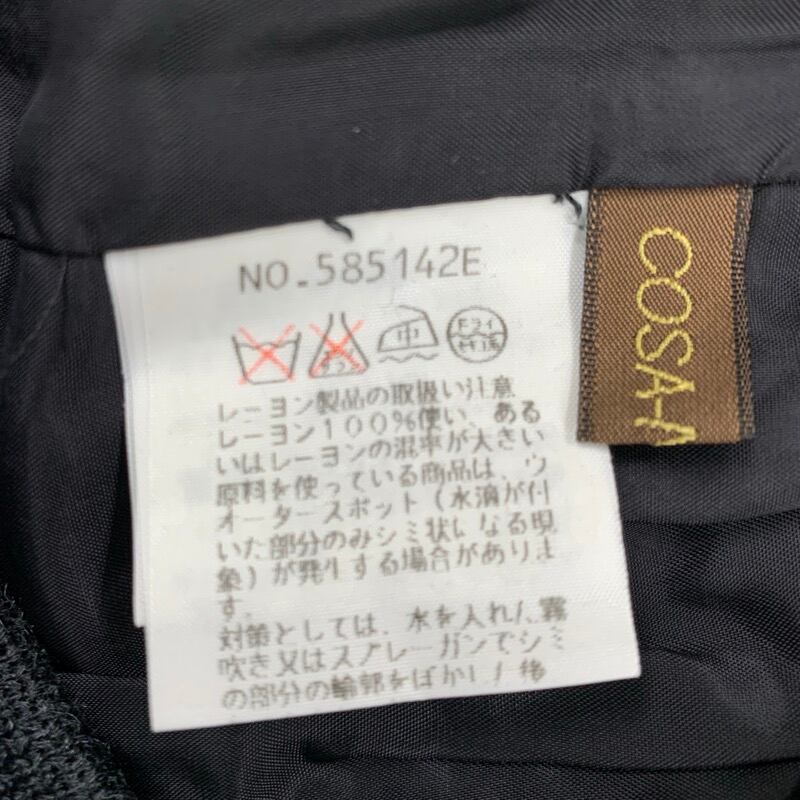 NO.585142E
中
ドライ
レーヨン製品の取扱い注意
レーヨン100%使い、ある
いはレーヨンの混率が大きい
原料を使っている商品は、ウ
オータースポット(水滴が付
いた部分のみシミ状になる現
象)が発生する場合がありま
す。
対策としては、水を入れた霧
吹き又はスプレーガンでシミ
の部分の輪郭をぼかし後
COSA-